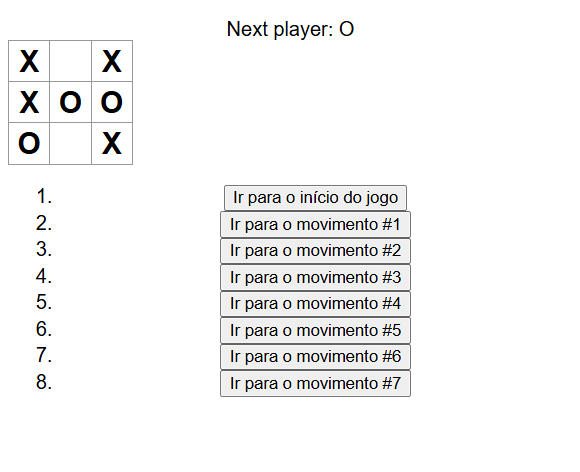 Next player: O
X X
X O O
O X
1. Ir para o início do jogo
2. Ir para o movimento #1
3. Ir para o movimento #2
4. Ir para o movimento #3
5. Ir para o movimento #4
6. Ir para o movimento #5
7. Ir para o movimento #6
8. Ir para o movimento #7